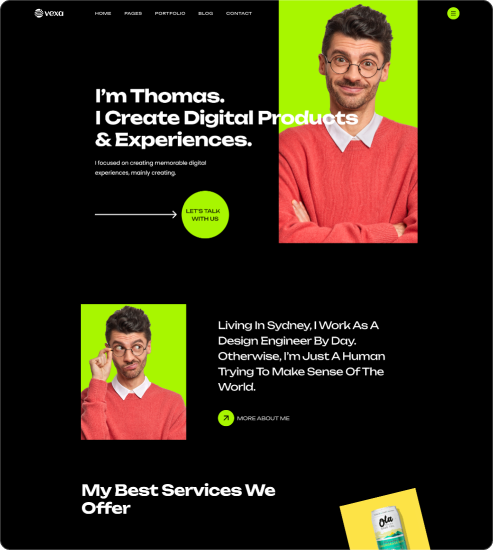 vexa
HOME PAGES PORTFOLIO BLOG CONTACT
I'm Thomas.
I Create Digital Products
& Experiences.
I focused on creating memorable digital
experiences, mainly creating.
LET'S TALK
WITH US
Living In Sydney, I Work As A
Design Engineer By Day.
Otherwise, I'm Just A Human
Trying To Make Sense Of The
World.
MORE ABOUT ME
My Best Services We
Offer
Ola